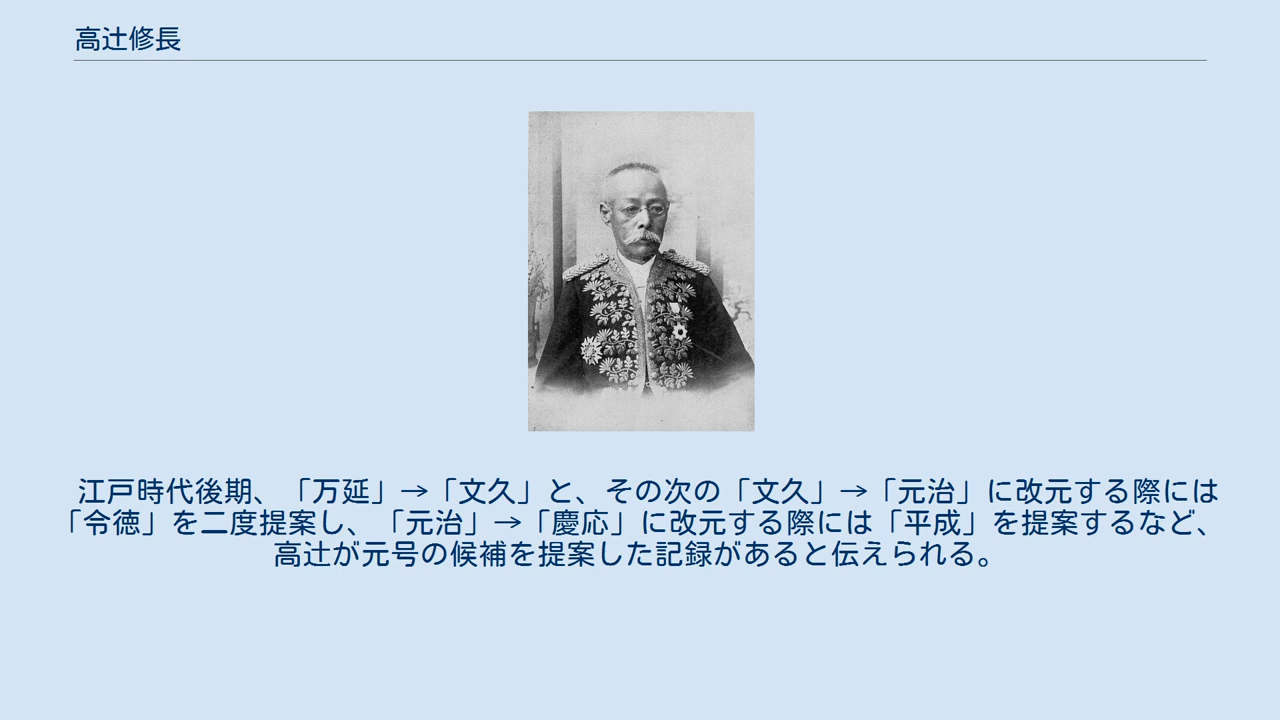 高辻修長
江戸時代後期、「万延」→「文久」と、その次の「文久」→「元治」に改元する際には
「令徳」を二度提案し、「元治」→「慶応」に改元する際には「平成」を提案するなど、
高辻が元号の候補を提案した記録があると伝えられる。